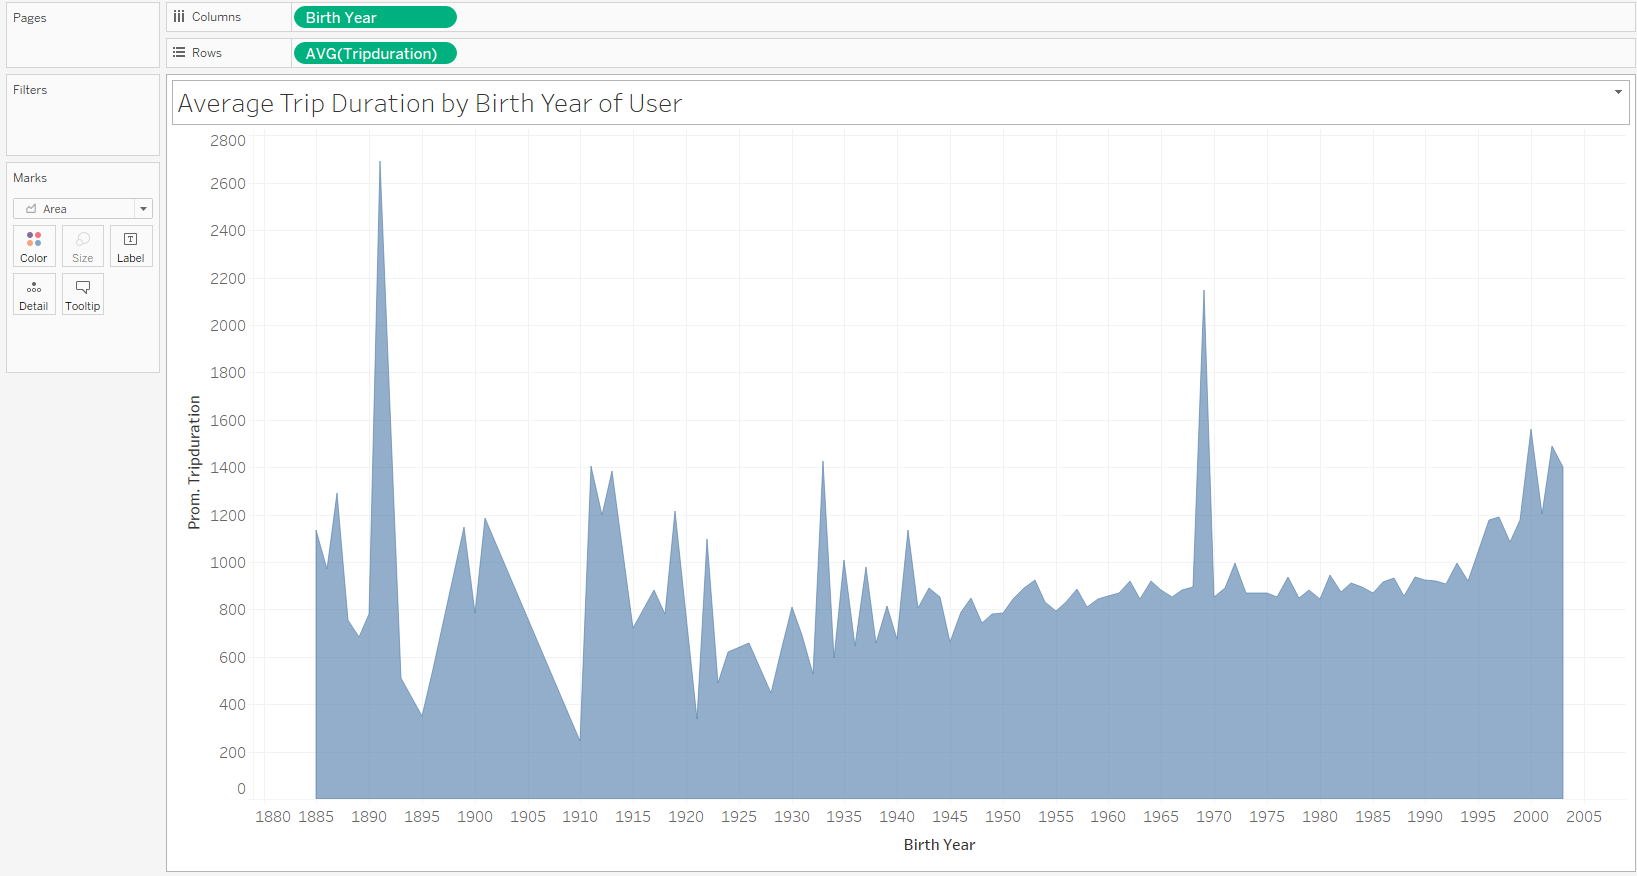 Pages
Columns
Birth Year
Rows
AVG(Tripduration)
Filters
Marks
Area
Color
Size
T
Label
Detail
Tooltip
Average Trip Duration by Birth Year of User
2800
2600
2400
2200
2000
1800
1600
1400
1200
1000
800
600
400
200
0
Prom. Tripduration
1880 1885 1890 1895 1900 1905 1910 1915 1920 1925 1930 1935 1940 1945 1950 1955 1960 1965 1970 1975 1980 1985 1990 1995 2000 2005
Birth Year